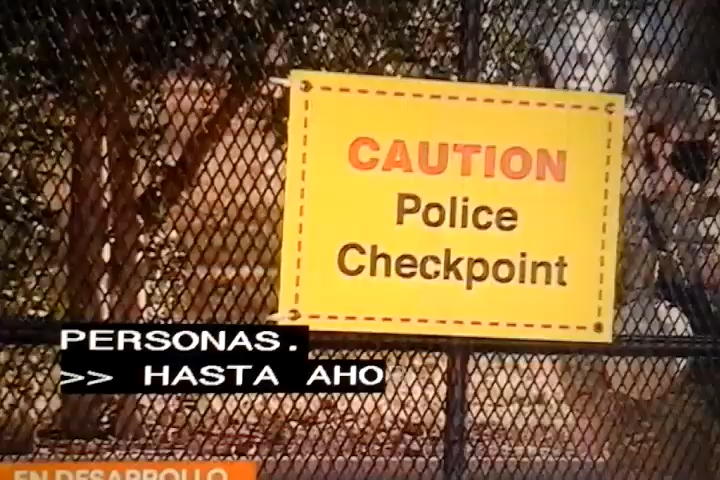 CAUTION
Police
Checkpoint
PERSONAS.
>> HASTA AHO
EN DESARROLLO